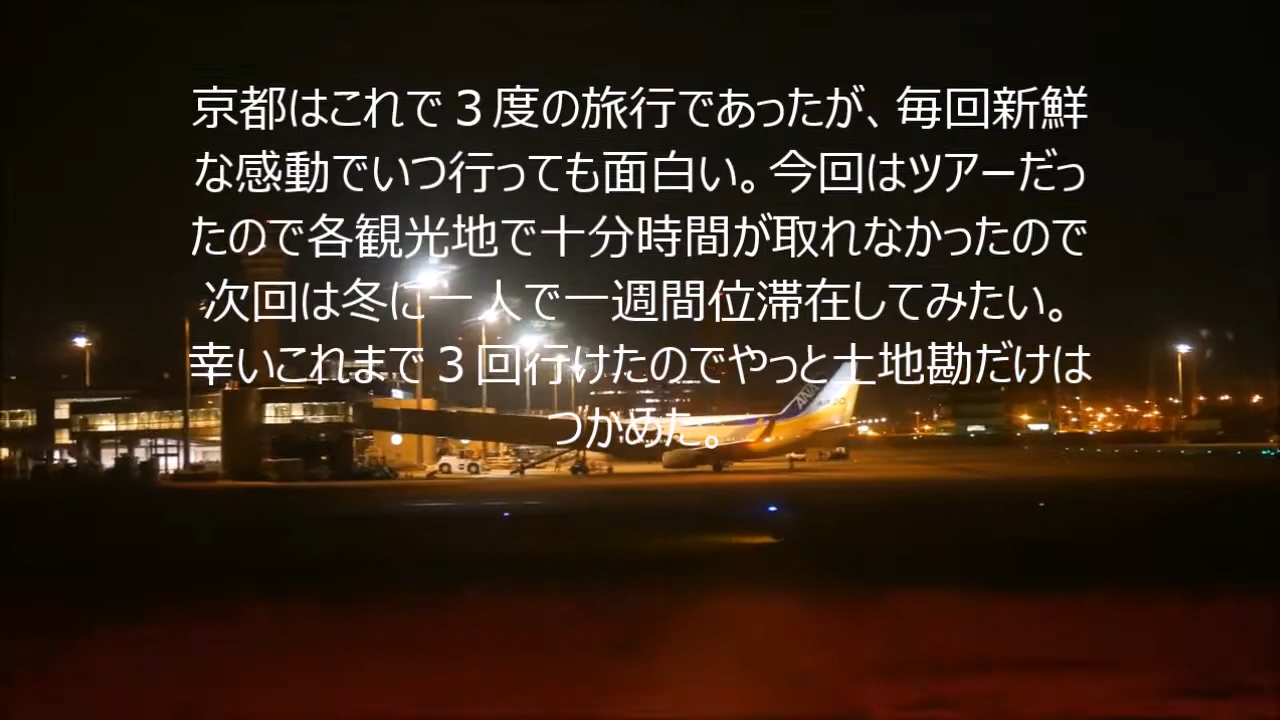 京都はこれで３度の旅行であったが、毎回新鮮
な感動でいつ行っても面白い。今回はツアーだっ
たので各観光地で十分時間が取れなかったので
次回は冬に一人で一週間位滞在してみたい。
幸いこれまで３回行けたのでやっと土地勘だけは
つかめた。
ANA